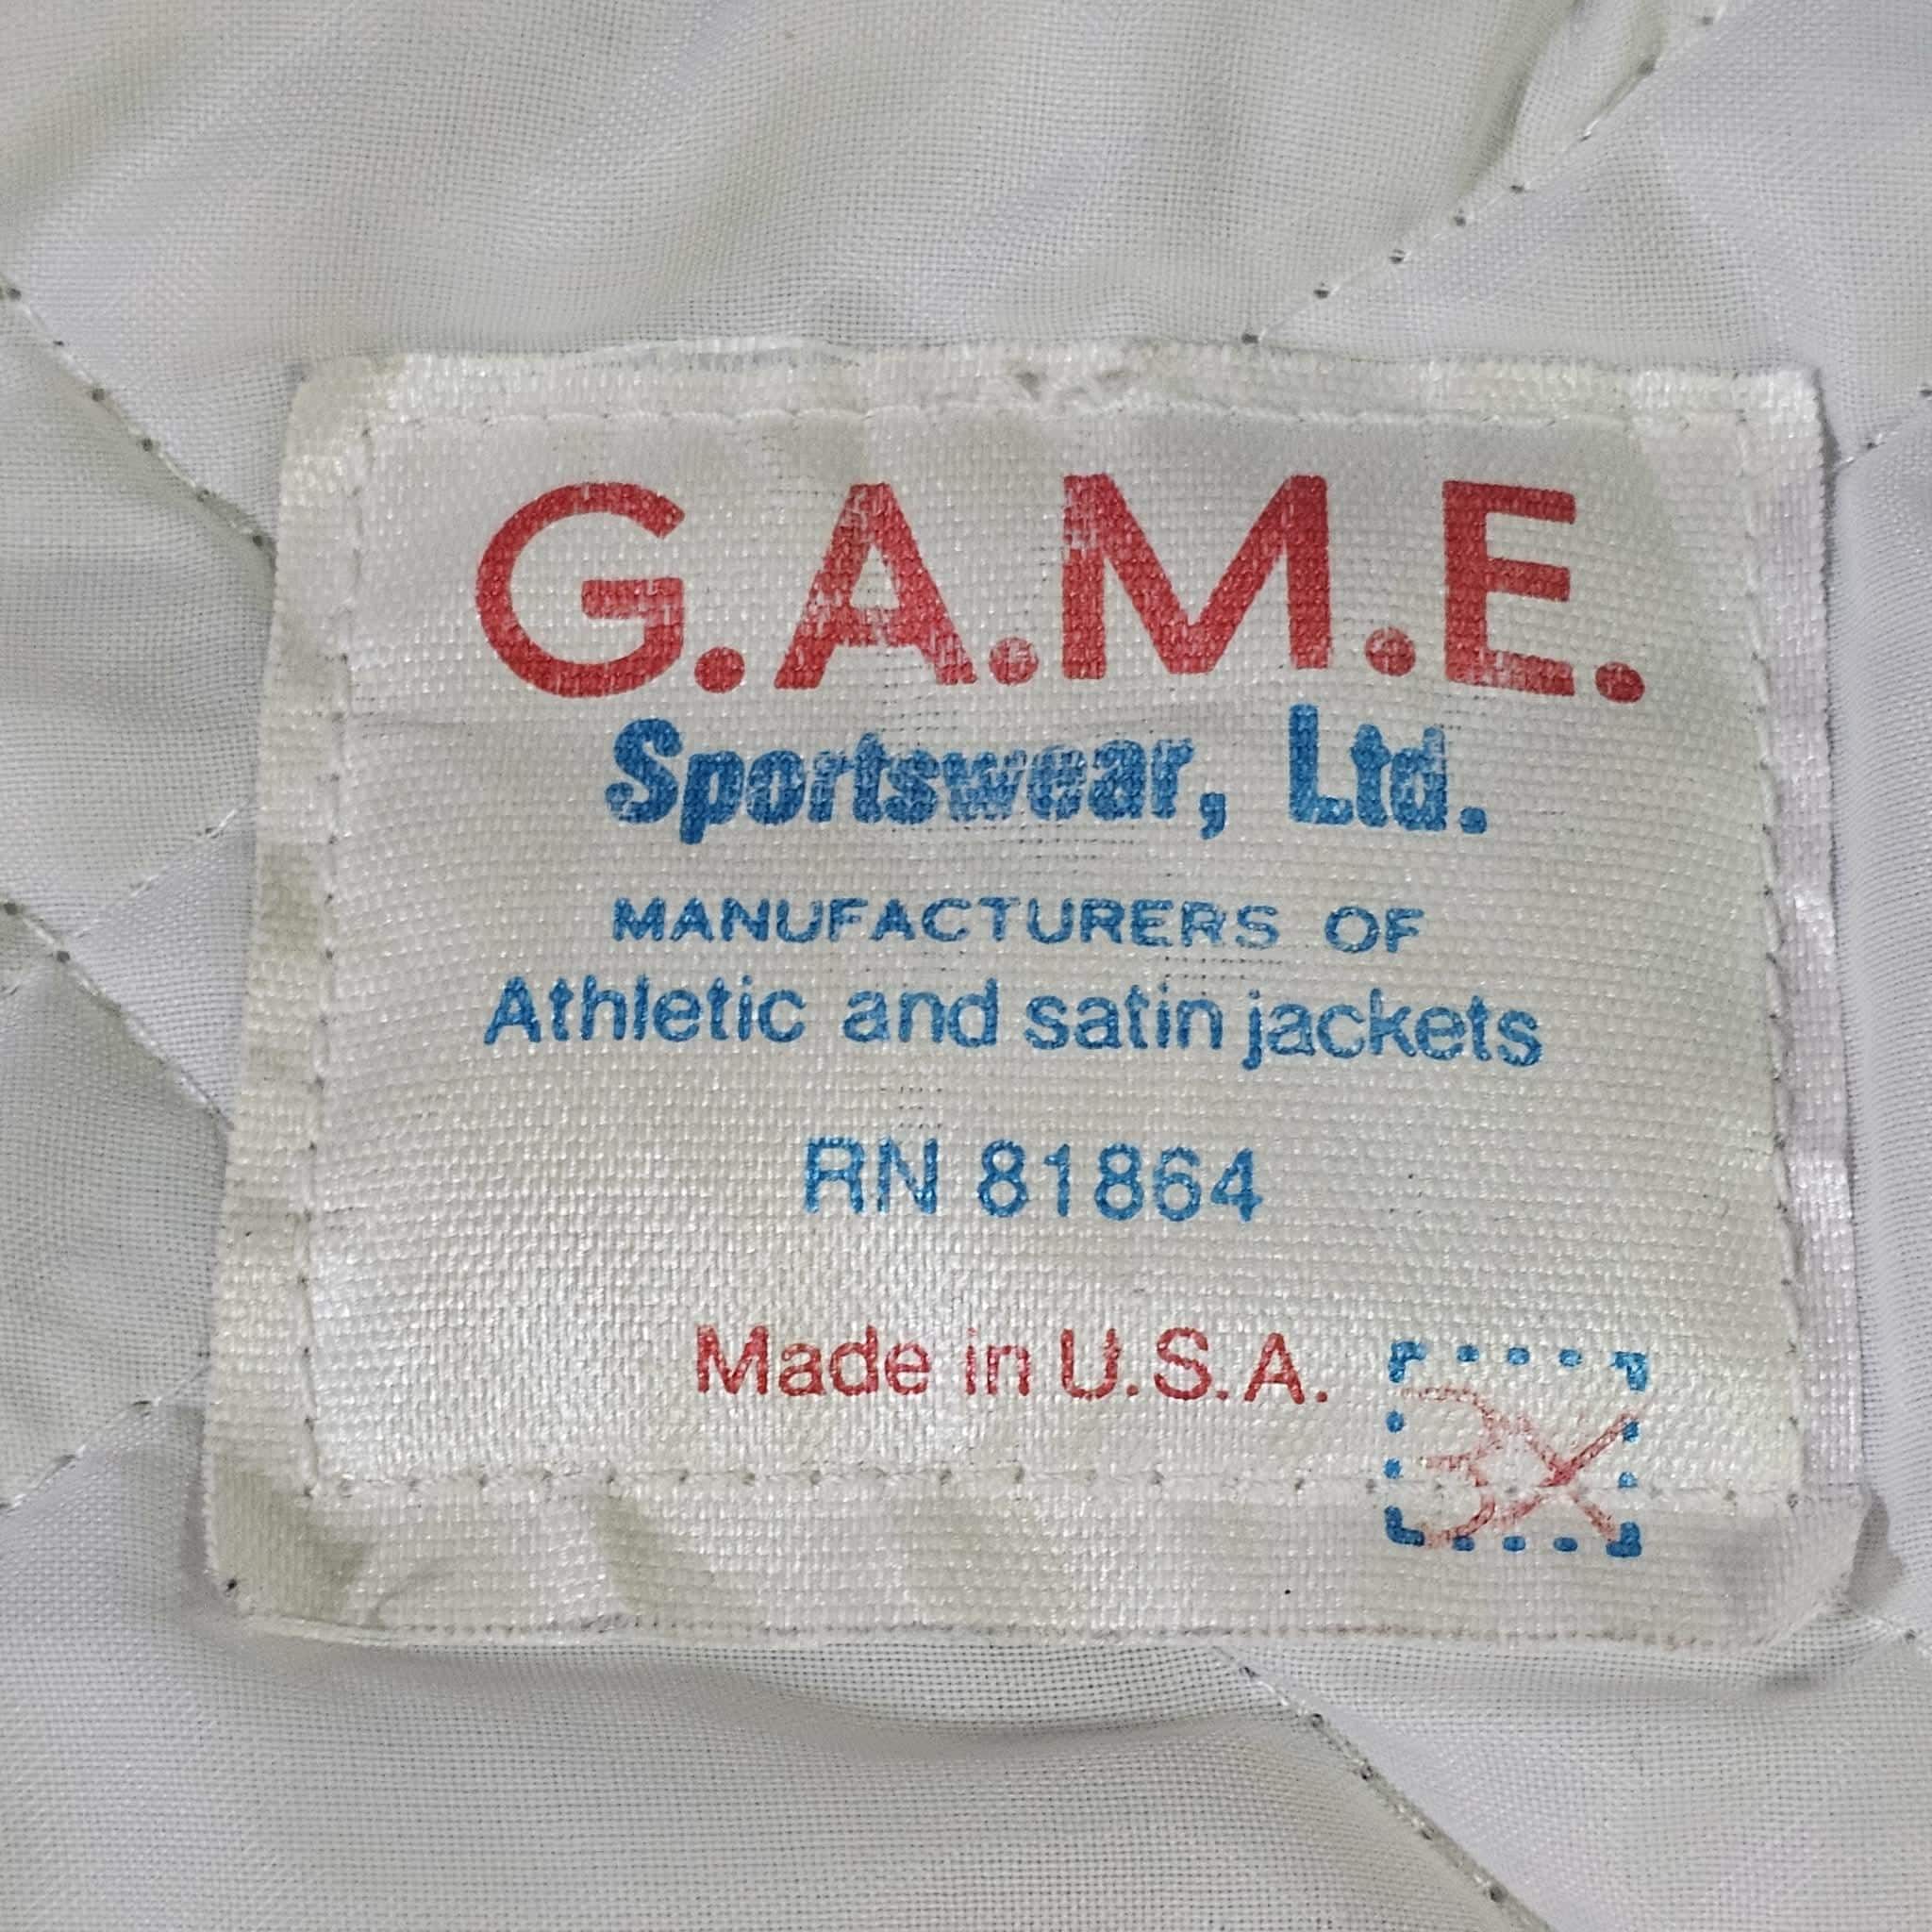 G.A.M.E.
Sportswear, Ltd.
MANUFACTURERS OF
Athletic and satin jackets
RN 81864
Made in U.S.A.
3X